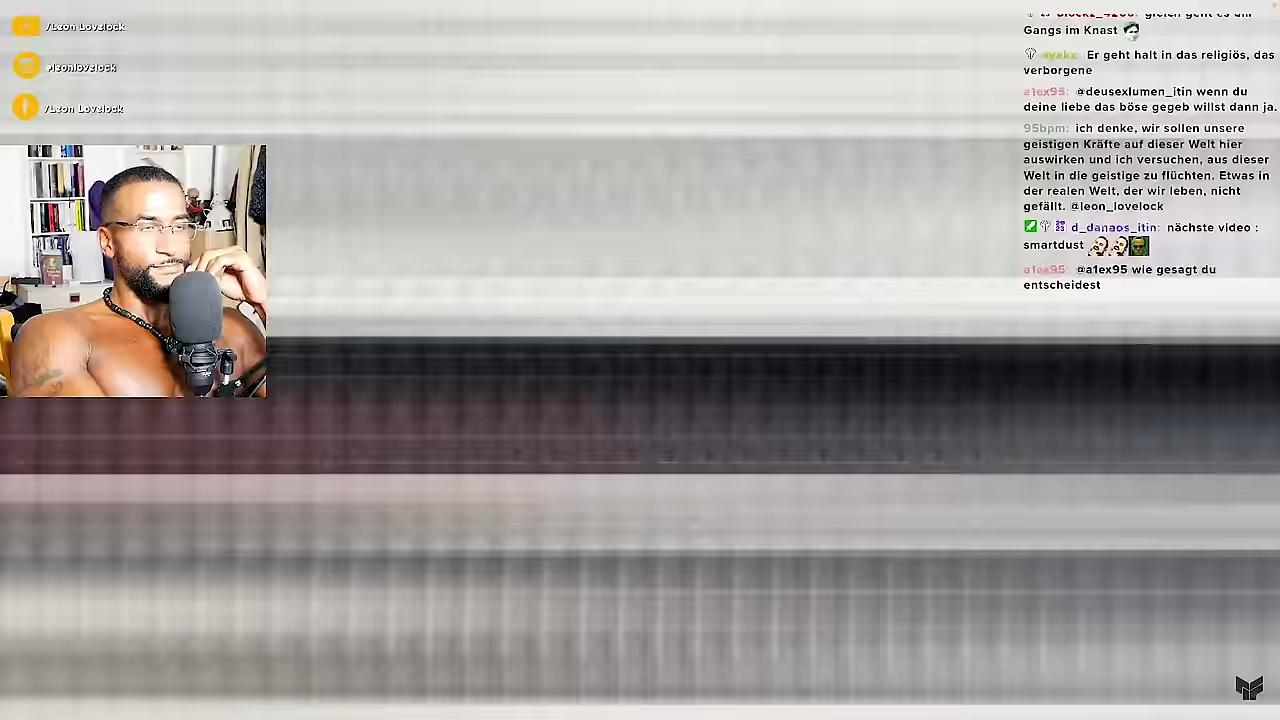 /Leon Lovelock
leonlovelock
/Leon Lovelock
Gangs im Knast
ayakx: Er geht halt in das religiös, das
verborgene
a1ex95: @deusexlumen_itin wenn du
deine liebe das böse gegeb willst dann ja.
95bpm: ich denke, wir sollen unsere
geistigen Kräfte auf dieser Welt hier
auswirken und ich versuchen, aus dieser
Welt in die geistige zu flüchten. Etwas in
der realen Welt, der wir leben, nicht
gefällt. @leon_lovelock
d_danaos_itin: nächste video :
smartdust
a1ex95: @a1ex95 wie gesagt du
entscheidest